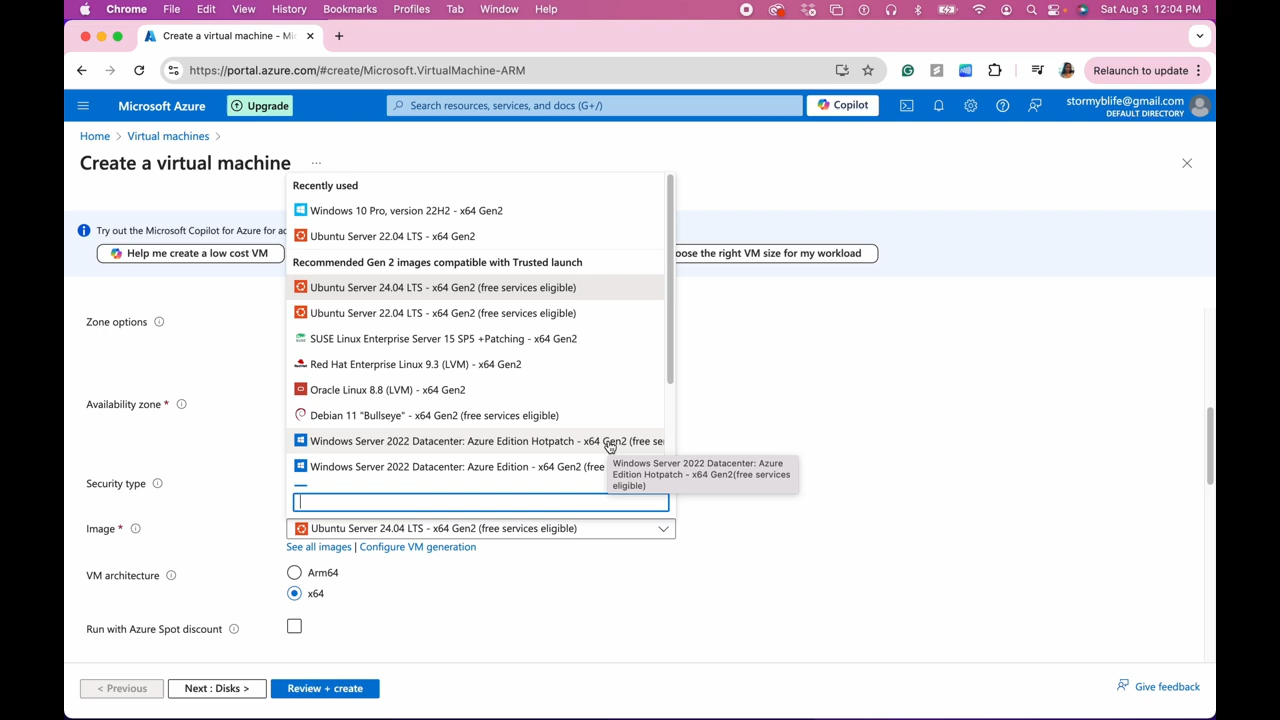 Chrome File Edit View History Bookmarks Profiles Tab Window Help Sat Aug 3 12:04 PM
Create a virtual machine - Mic
https://portal.azure.com/#create/Microsoft.VirtualMachine-ARM Relaunch to update
Microsoft Azure Upgrade Search resources, services, and docs (G+/) Copilot stormyblife@gmail.com
DEFAULT DIRECTORY
Home > Virtual machines >
Create a virtual machine ...
Recently used
Windows 10 Pro, version 22H2 - x64 Gen2
Try out the Microsoft Copilot for Azure for ad
Ubuntu Server 22.04 LTS - x64 Gen2
Help me create a low cost VM oose the right VM size for my workload
Recommended Gen 2 images compatible with Trusted launch
Ubuntu Server 24.04 LTS - x64 Gen2 (free services eligible)
Ubuntu Server 22.04 LTS - x64 Gen2 (free services eligible)
Zone options
SUSE Linux Enterprise Server 15 SP5 +Patching - x64 Gen2
Red Hat Enterprise Linux 9.3 (LVM) - x64 Gen2
Oracle Linux 8.8 (LVM) - x64 Gen2
Availability zone *
Debian 11 "Bullseye" - x64 Gen2 (free services eligible)
Windows Server 2022 Datacenter: Azure Edition Hotpatch - x64 Gen2 (free se
Windows Server 2022 Datacenter: Azure Edition - x64 Gen2 (free
Windows Server 2022 Datacenter: Azure
Edition Hotpatch - x64 Gen2(free services
eligible)
Security type
Image * Ubuntu Server 24.04 LTS - x64 Gen2 (free services eligible)
See all images | Configure VM generation
VM architecture Arm64
x64
Run with Azure Spot discount
< Previous Next : Disks > Review + create Give feedback